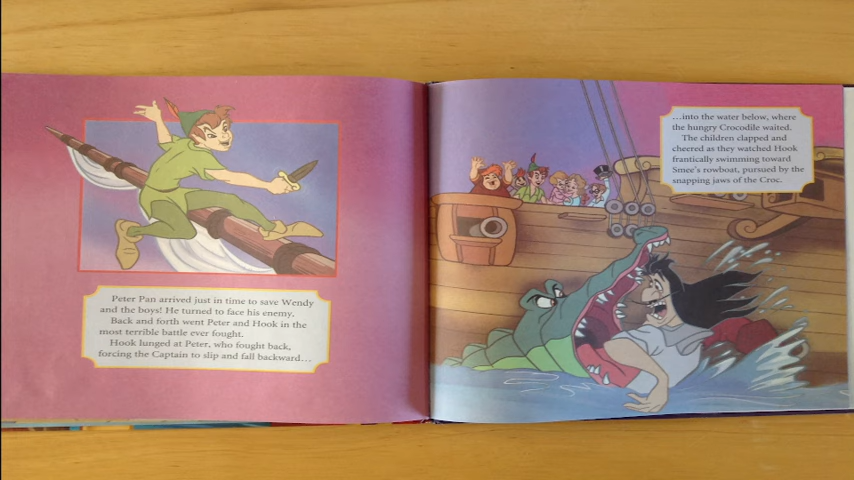 Peter Pan arrived just in time to save Wendy
and the boys! He turned to face his enemy.
Back and forth went Peter and Hook in the
most terrible battle ever fought.
Hook lunged at Peter, who fought back,
forcing the Captain to slip and fall backward…
…into the water below, where
the hungry Crocodile waited.
The children clapped and
cheered as they watched Hook
frantically swimming toward
Smee's rowboat, pursued by the
snapping jaws of the Croc.